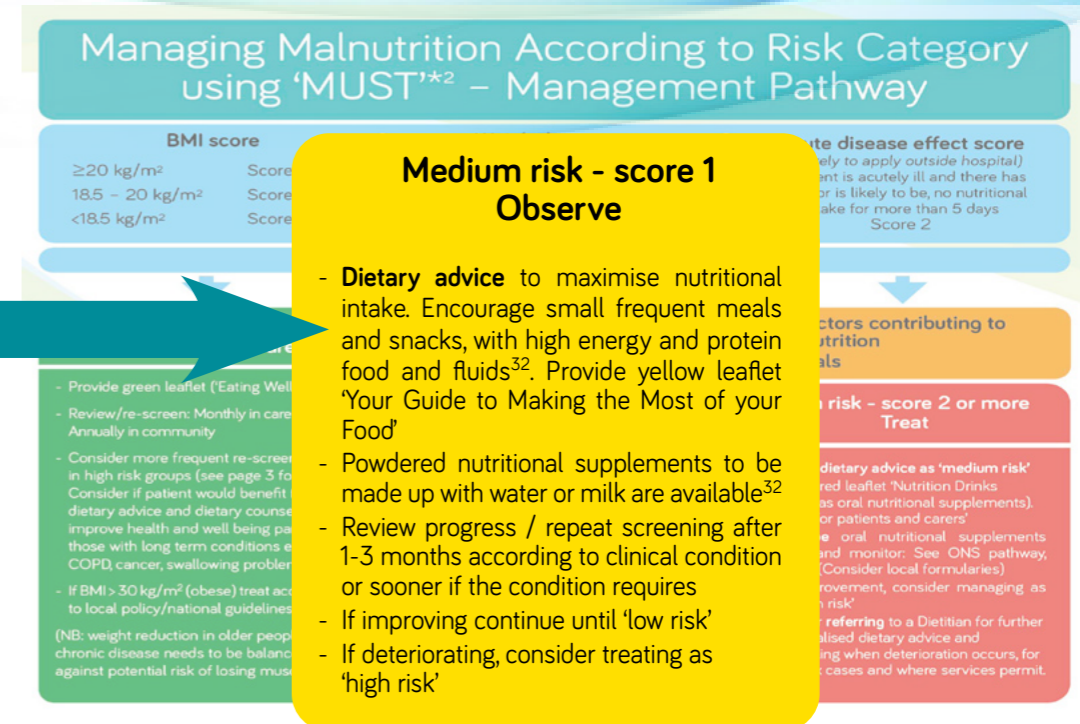 Managing Malnutrition According to Risk Category
using ‘MUST’*2 – Management Pathway
BMI score
≥20 kg/m² Score
18.5 – 20 kg/m² Score
<18.5 kg/m² Score
disease effect score
to apply outside hospital)
is acutely ill and there has
or is likely to be, no nutritional
for more than 5 days
Score 2
Medium risk - score 1
Observe
- Dietary advice to maximise nutritional
intake. Encourage small frequent meals
and snacks, with high energy and protein
food and fluids32. Provide yellow leaflet
‘Your Guide to Making the Most of your
Food’
- Powdered nutritional supplements to be
made up with water or milk are available32
- Review progress / repeat screening after
1-3 months according to clinical condition
or sooner if the condition requires
- If improving continue until ‘low risk’
- If deteriorating, consider treating as
‘high risk’
- Provide green leaflet (‘Eating Well
- Review/re-screen: Monthly in care
Annually in community
- Consider more frequent re-screen
in high risk groups (see page 3 fo
Consider if patient would benefit
dietary advice and dietary counse
improve health and well being pa
those with long term conditions e
COPD, cancer, swallowing problem
- If BMI > 30 kg/m² (obese) treat acc
to local policy/national guidelines
(NB: weight reduction in older peop
chronic disease needs to be balanc
against potential risk of losing musc
contributing to
risk - score 2 or more
Treat
dietary advice as ‘medium risk’
leaflet ‘Nutrition Drinks
as oral nutritional supplements).
or patients and carers’
oral nutritional supplements
and monitor: See ONS pathway,
(Consider local formularies)
consider managing as
risk’
referring to a Dietitian for further
dietary advice and
when deterioration occurs, for
cases and where services permit.